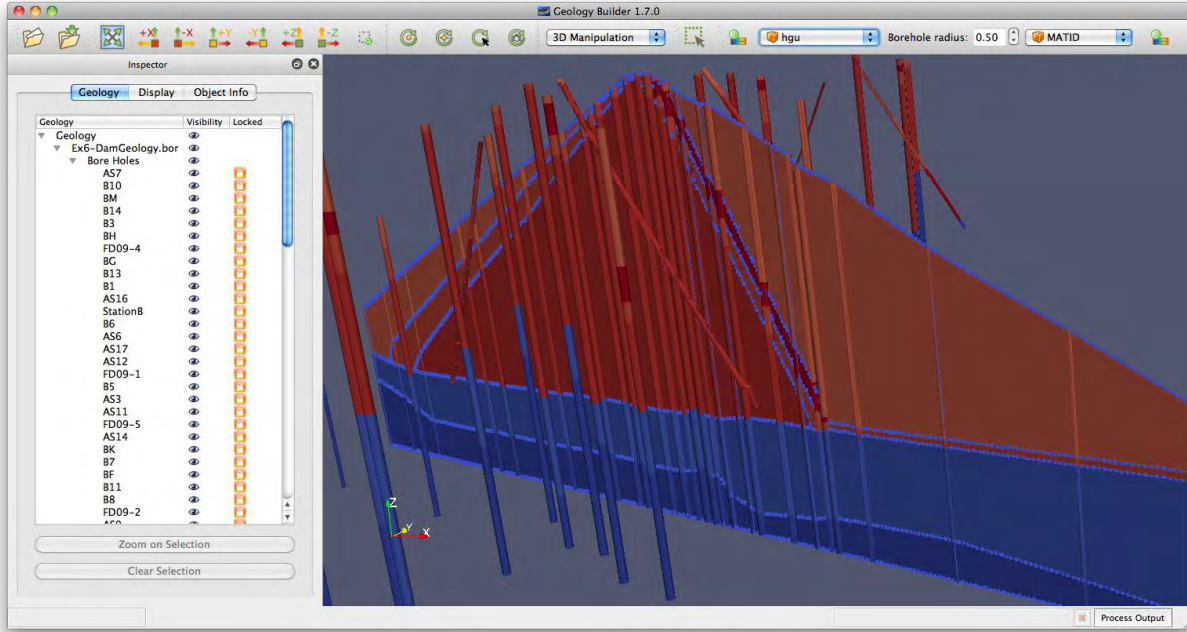 Geology Builder 1.7.0
+X -X +Y -Y +Z -Z 3D Manipulation hgu Borehole radius: 0.50 MATID
Inspector
Geology Display Object Info
Geology Visibility Locked
Geology
Ex6-DamGeology.bor
Bore Holes
AS7
B10
BM
B14
B3
BH
FD09-4
BG
B13
B1
AS16
StationB
B6
AS6
AS17
AS12
FD09-1
B5
AS3
AS11
FD09-5
AS14
BK
B7
BF
B11
B8
FD09-2
Z
Y
X
Zoom on Selection
Clear Selection
Process Output